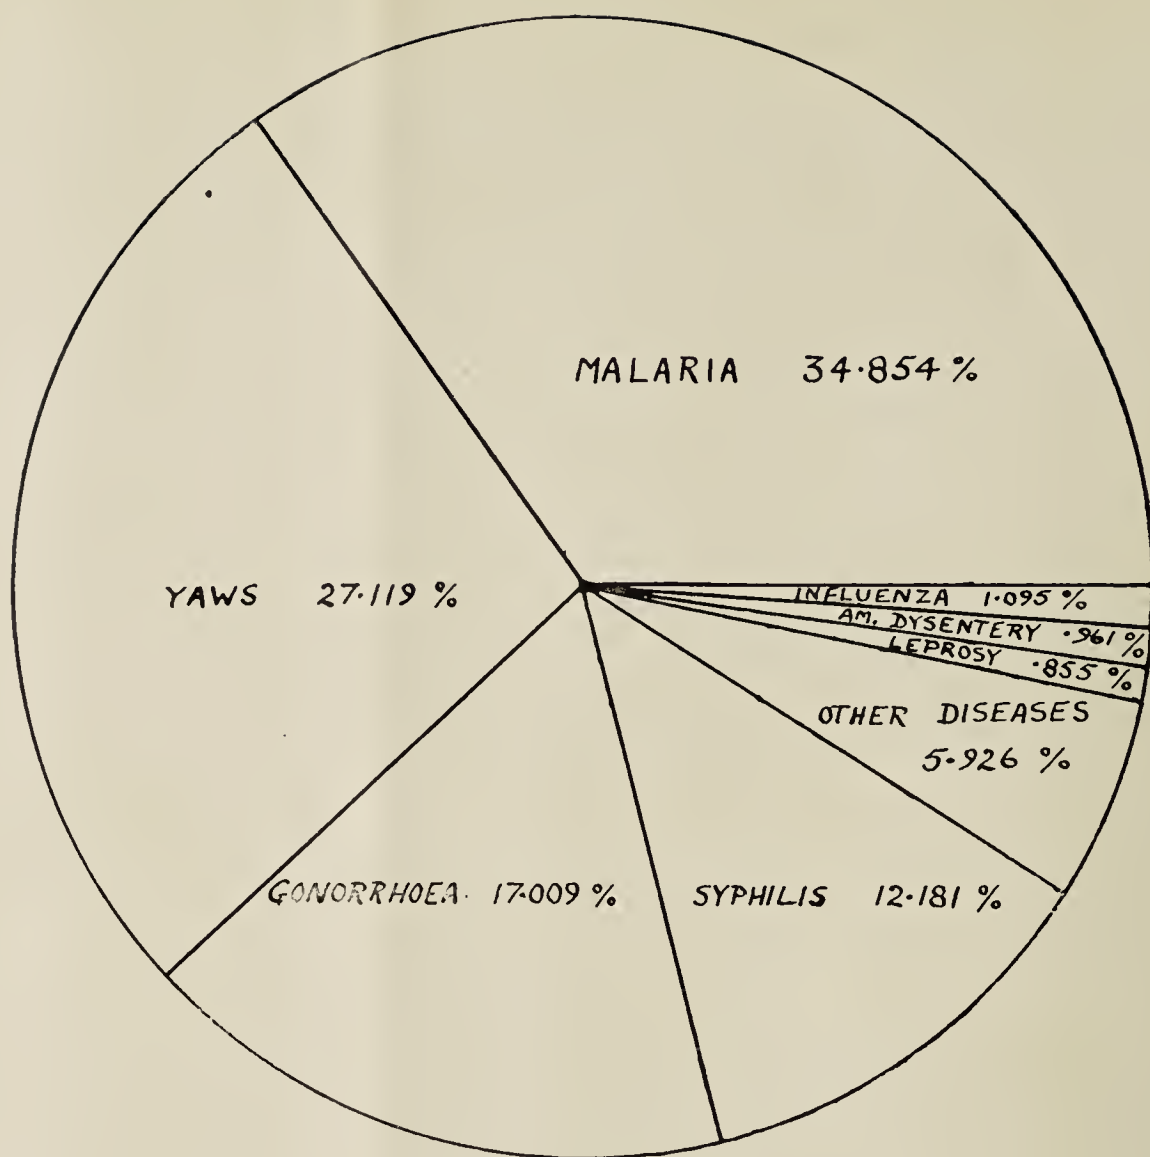 MALARIA 34·854 %
YAWS 27·119 %
INFLUENZA 1·095 %
AM. DYSENTERY ·961 %
LEPROSY ·855 %
OTHER DISEASES
5·926 %
GONORRHOEA· 17·009 %
SYPHILIS 12·181 %